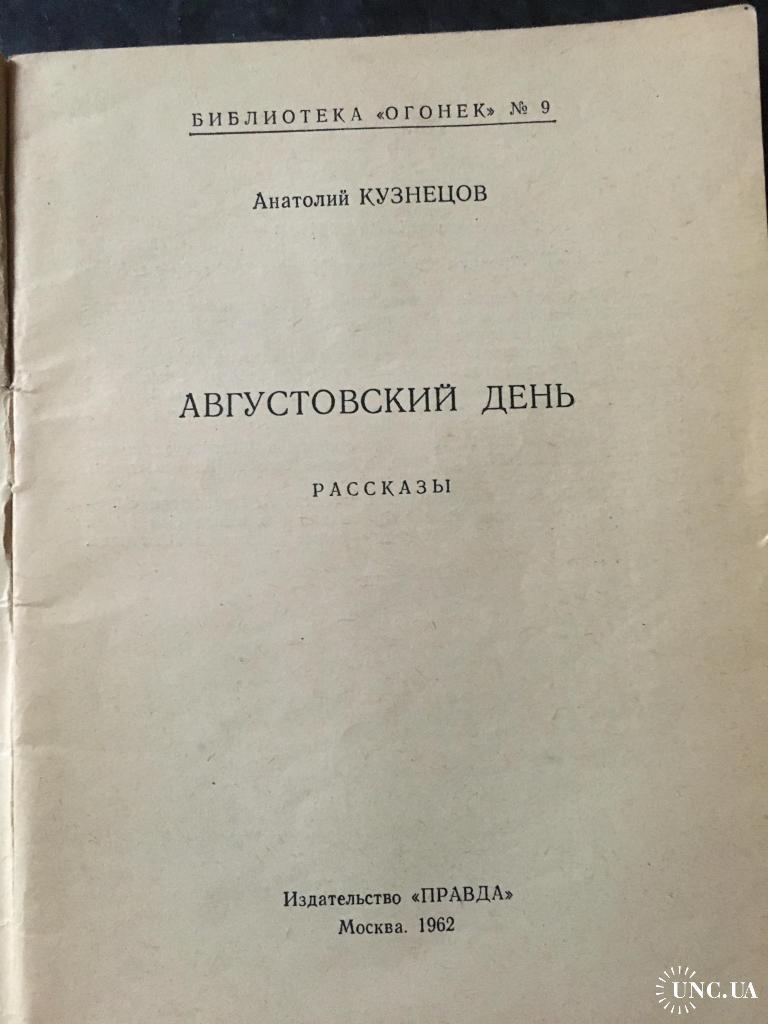 БИБЛИОТЕКА «ОГОНЕК» № 9
Анатолий КУЗНЕЦОВ
АВГУСТОВСКИЙ ДЕНЬ
РАССКАЗЫ
Издательство «ПРАВДА»
Москва. 1962
UNC.UA